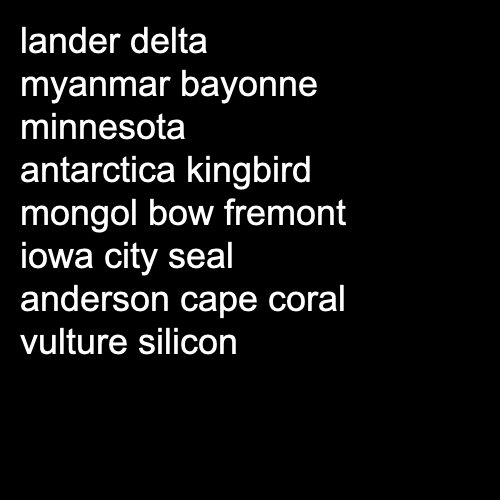 lander delta
myanmar bayonne
minnesota
antarctica kingbird
mongol bow fremont
iowa city seal
anderson cape coral
vulture silicon